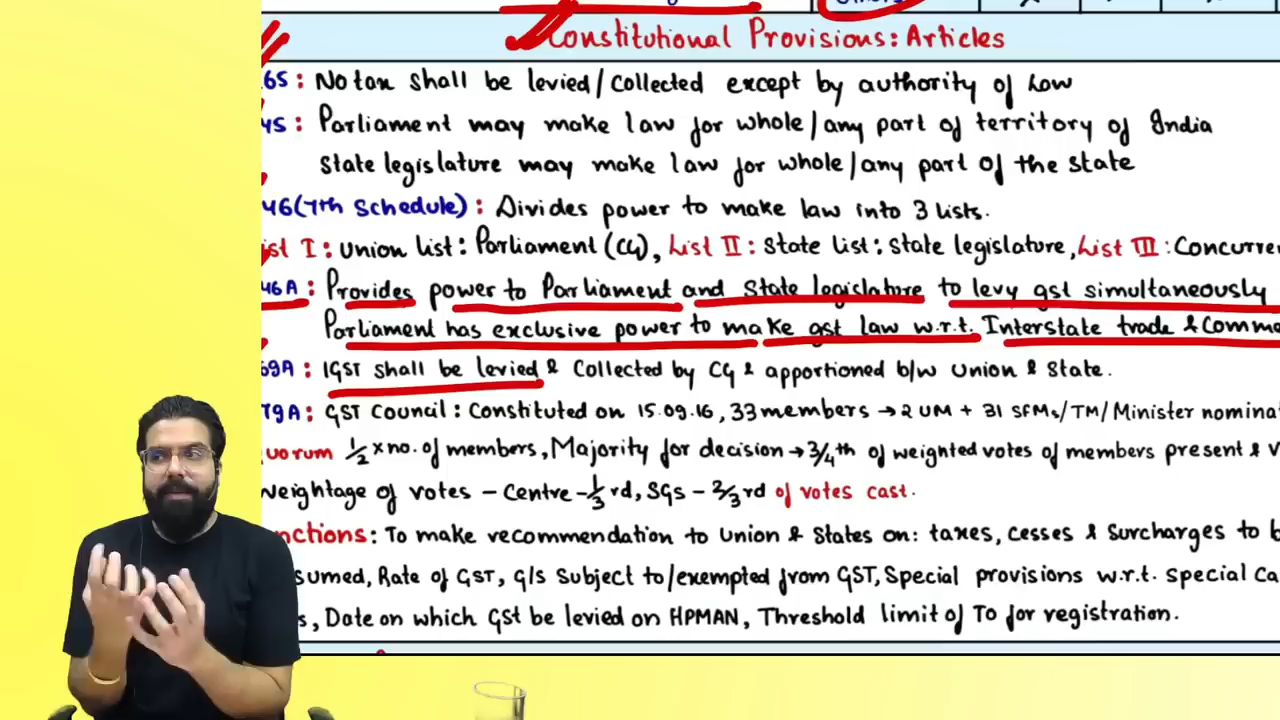 Constitutional Provisions: Articles
65: No tax shall be levied/Collected except by authority of Law
45: Parliament may make law for whole/any part of territory of India
State legislature may make law for whole/any part of the state
46(7th Schedule): Divides power to make law into 3 lists.
st I: Union list: Parliament (CG), List II: State List: State legislature, List III: Concurre
46A: Provides power to Parliament and State legislature to levy gst simultaneously
Parliament has exclusive power to make gst law w.r.t. Interstate trade & Comme
69A: IGST shall be levied & Collected by CG & apportioned b/w Union & State.
79A: GST Council: Constituted on 15.09.16, 33 members → 2 UM + 31 SFMs/TM/Minister nomina
uorum 1/2 x no. of members, Majority for decision → 3/4th of weighted votes of members present & v
weightage of votes - Centre - 1/3rd, SGs - 2/3rd of votes cast.
nctions: To make recommendation to Union & States on: taxes, cesses & Surcharges to b
sumed, Rate of GST, G/s Subject to/exempted from GST, Special provisions w.r.t. special Ca
s, Date on which GSt be levied on HPMAN, Threshold limit of TO for registration.